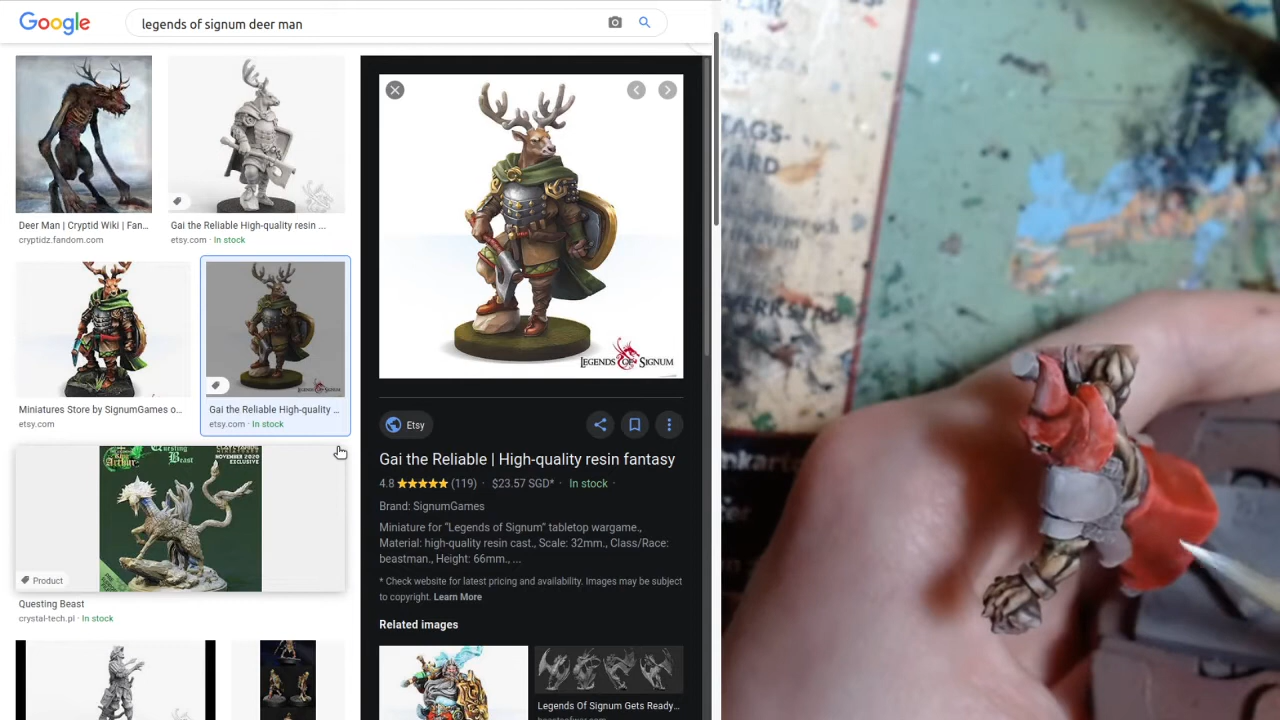 Google
legends of signum deer man
Deer Man | Cryptid Wiki | Fan...
cryptidz.fandom.com
Gai the Reliable High-quality resin ...
etsy.com · In stock
Miniatures Store by SignumGames o...
etsy.com
Gai the Reliable High-quality ...
etsy.com · In stock
Questing
Beast
NOVEMBER 2020
EXCLUSIVE
Product
Questing Beast
crystal-tech.pl · In stock
LEGENDS OF SIGNUM
Etsy
Gai the Reliable | High-quality resin fantasy
4.8 ★★★★★ (119) · $23.57 SGD* · In stock ·
Brand: SignumGames
Miniature for "Legends of Signum" tabletop wargame.,
Material: high-quality resin cast., Scale: 32mm., Class/Race:
beastman., Height: 66mm., ...
* Check website for latest pricing and availability. Images may be subject
to copyright. Learn More
Related images
Legends Of Signum Gets Ready...
TAGS-